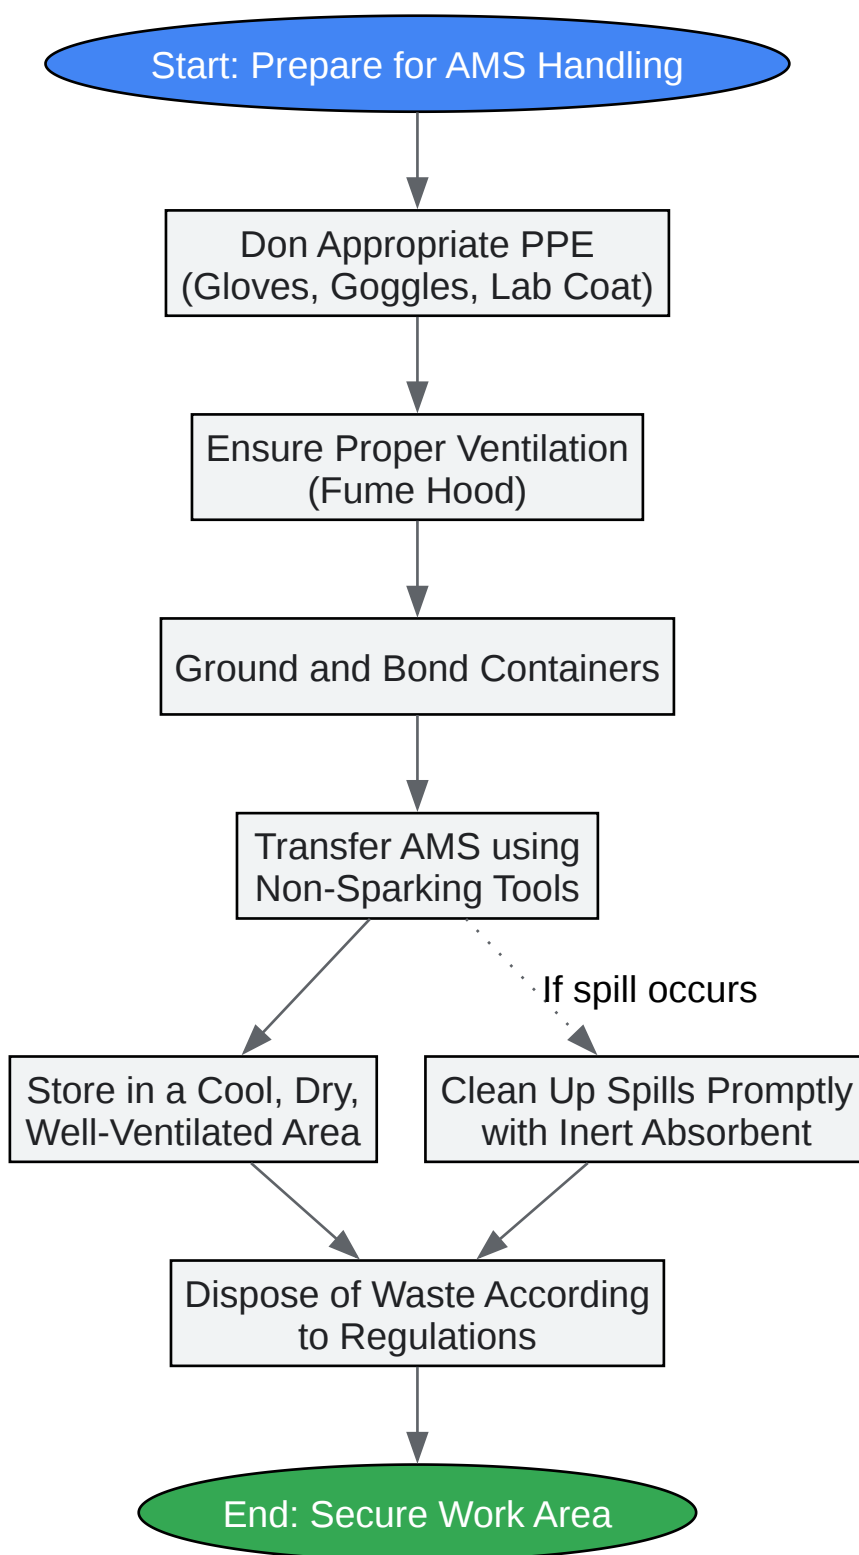 Start: Prepare for AMS Handling
Don Appropriate PPE
(Gloves, Goggles, Lab Coat)
Ensure Proper Ventilation
(Fume Hood)
Ground and Bond Containers
Transfer AMS using
Non-Sparking Tools
If spill occurs
Store in a Cool, Dry,
Well-Ventilated Area
Clean Up Spills Promptly
with Inert Absorbent
Dispose of Waste According
to Regulations
End: Secure Work Area